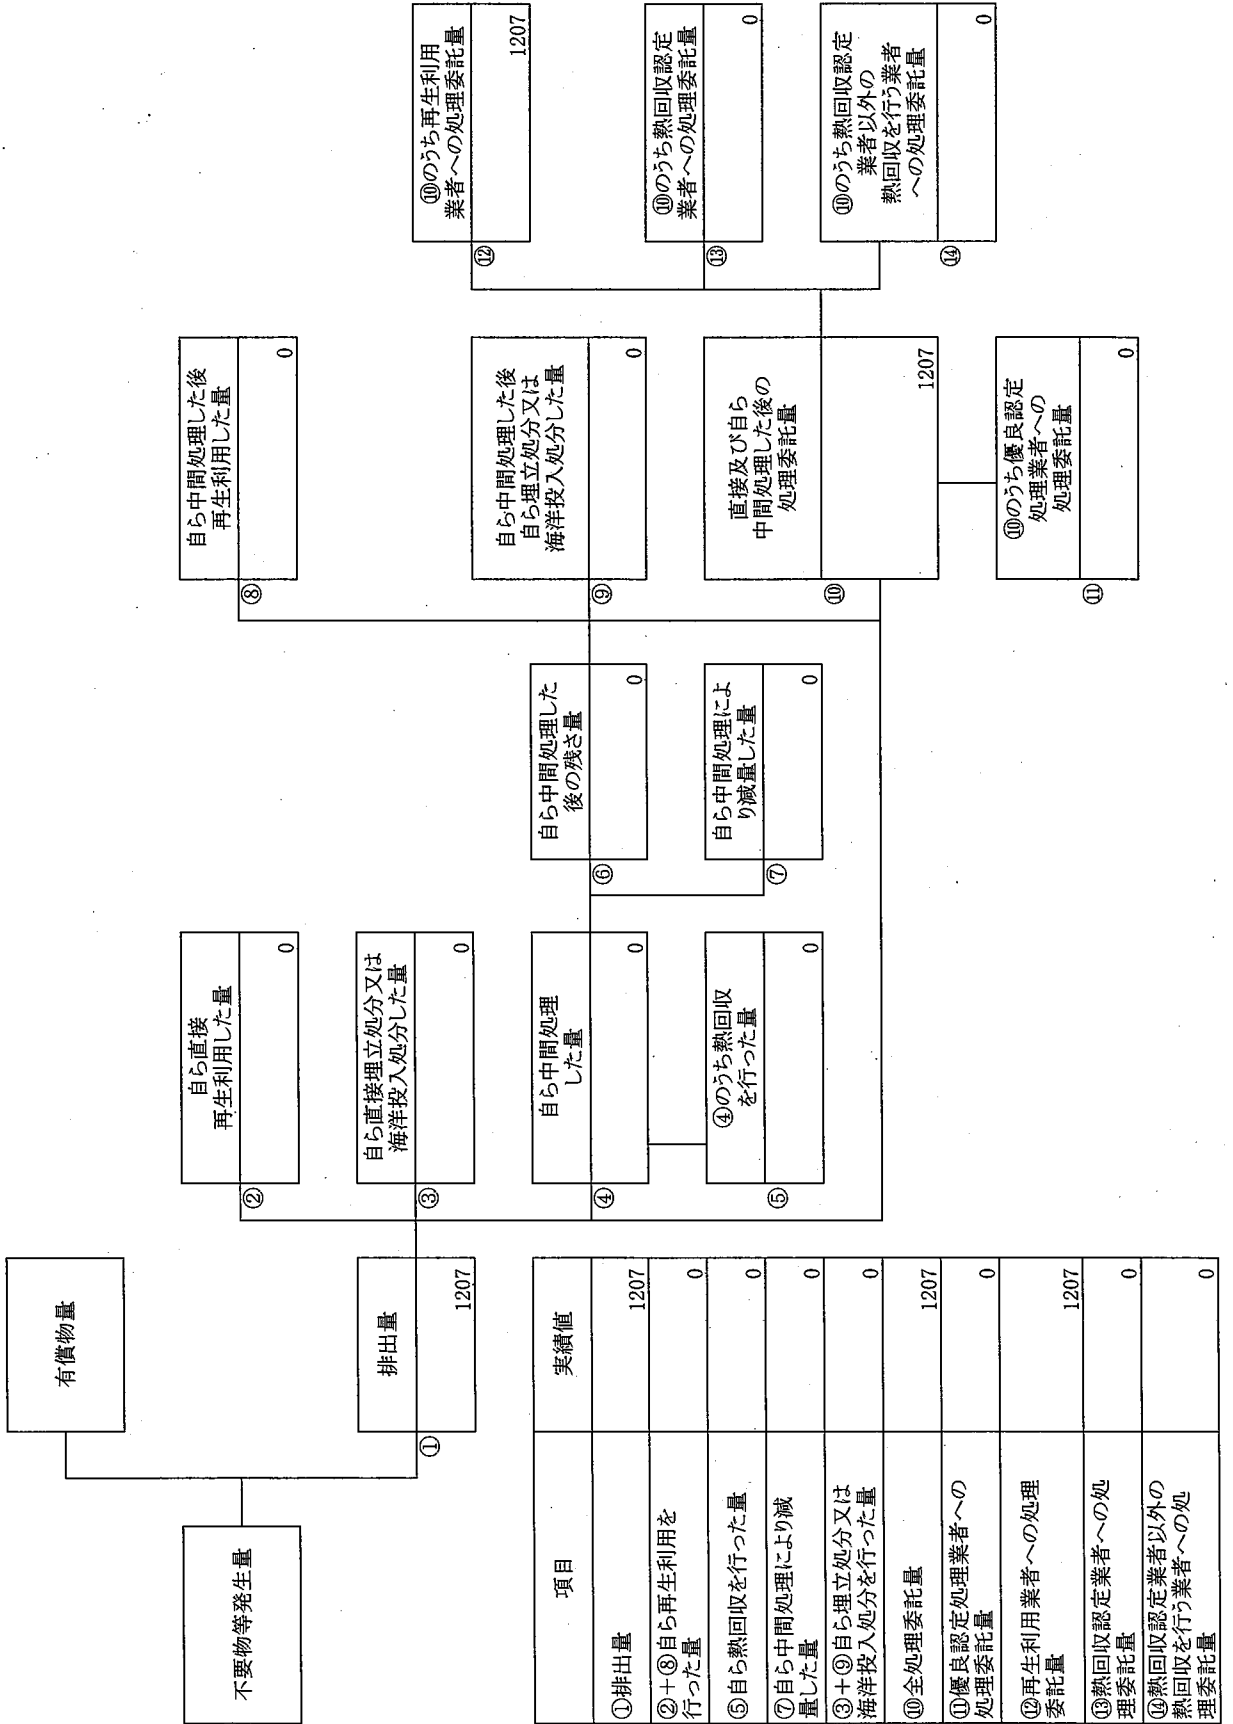 不要物等発生量
有償物量
排出量
①
1207
自ら直接
再生利用した量
②
0
自ら直接埋立処分又は
海洋投入処分した量
③
0
自ら中間処理
した量
④
0
④のうち熱回収
を行った量
⑤
0
自ら中間処理した
後の残さ量
⑥
0
自ら中間処理によ
り減量した量
⑦
0
自ら中間処理した後
再生利用した量
⑧
0
自ら中間処理した後
自ら埋立処分又は
海洋投入処分した量
⑨
0
直接及び自ら
中間処理した後の
処理委託量
⑩
1207
⑩のうち優良認定
処理業者への
処理委託量
⑪
0
⑩のうち再生利用
業者への処理委託量
⑫
1207
⑩のうち熱回収認定
業者への処理委託量
⑬
0
⑩のうち熱回収認定
業者以外の
熱回収を行う業者
への処理委託量
⑭
0
項目 実績値
①排出量 1207
②+⑧自ら再生利用を
行った量 0
⑤自ら熱回収を行った量 0
⑦自ら中間処理により減
量した量 0
③+⑨自ら埋立処分又は
海洋投入処分を行った量 0
⑩全処理委託量 1207
⑪優良認定処理業者への
処理委託量 0
⑫再生利用業者への処理
委託量 1207
⑬熱回収認定業者への処
理委託量 0
⑭熱回収認定業者以外の
熱回収を行う業者への処
理委託量 0